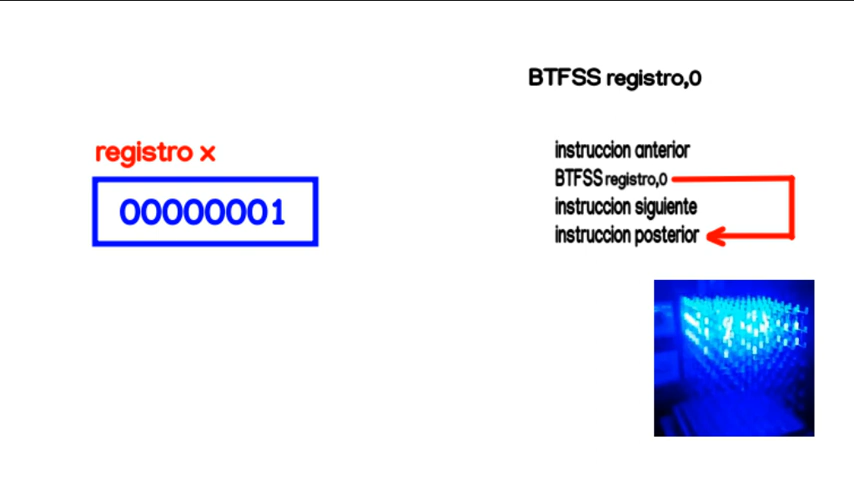 BTFSS registro,0
registro x
00000001
instruccion anterior
BTFSS registro,0
instruccion siguiente
instruccion posterior